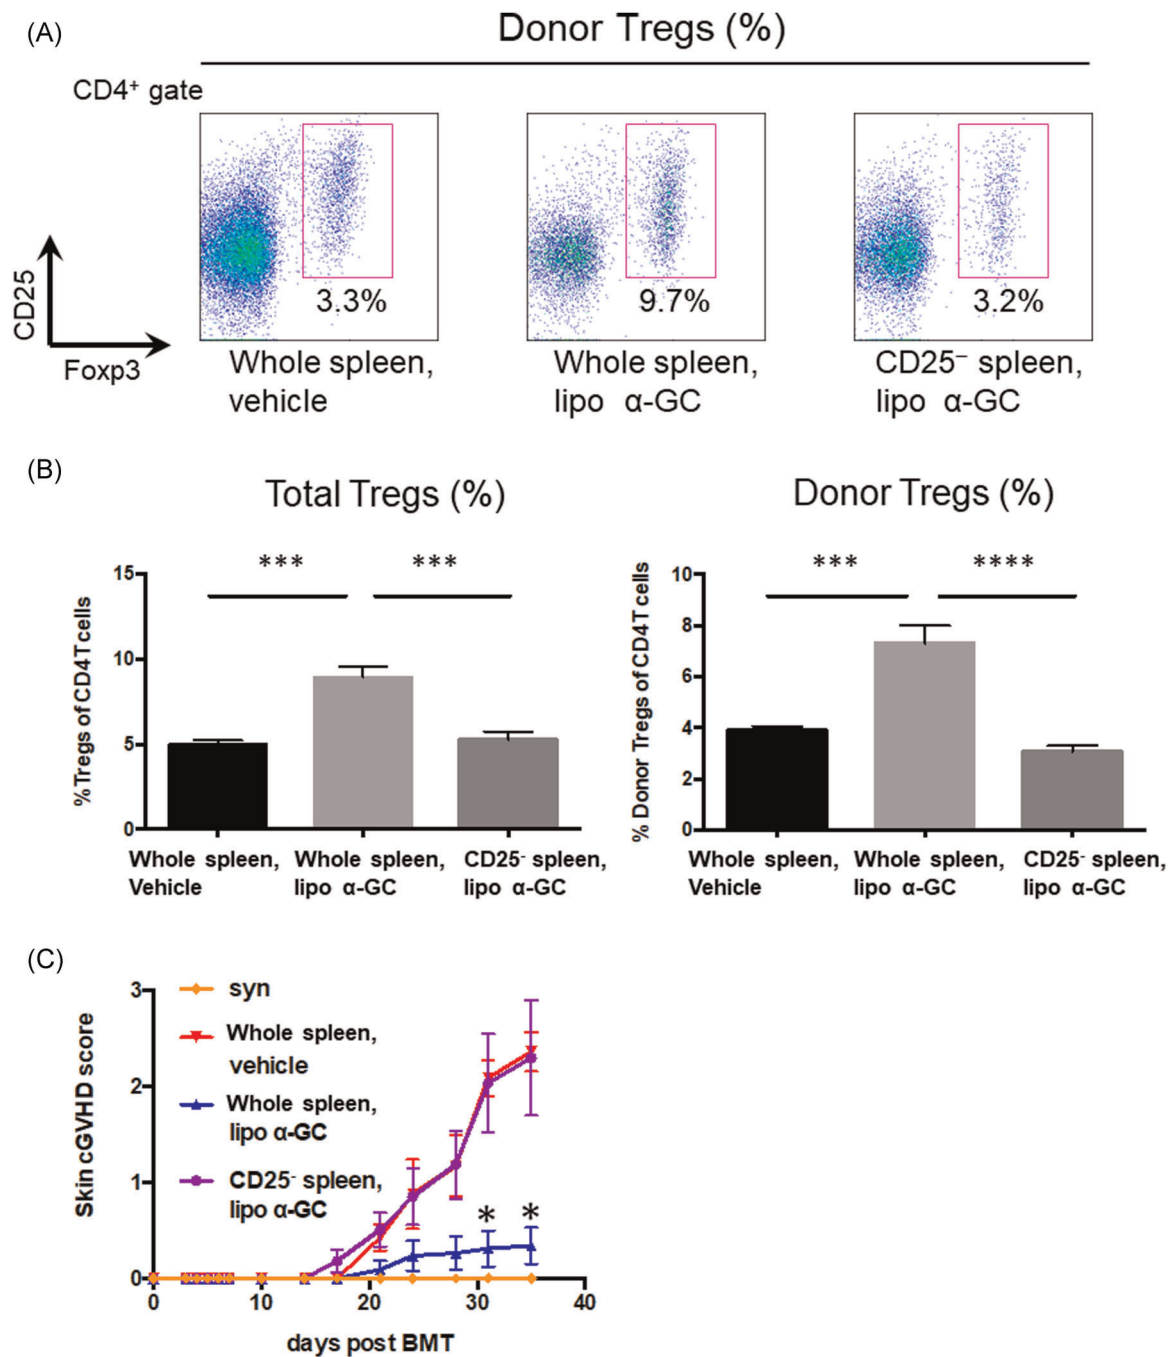 (A)
Donor Tregs (%)
CD4⁺ gate
CD25
Foxp3
3.3%
9.7%
3.2%
Whole spleen,
vehicle
Whole spleen,
lipo α-GC
CD25⁻ spleen,
lipo α-GC
(B)
Total Tregs (%)
***
***
% Tregs of CD4T cells
15
10
5
0
Whole spleen,
Vehicle
Whole spleen,
lipo α-GC
CD25⁻ spleen,
lipo α-GC
Donor Tregs (%)
***
****
% Donor Tregs of CD4T cells
10
8
6
4
2
0
Whole spleen,
Vehicle
Whole spleen,
lipo α-GC
CD25⁻ spleen,
lipo α-GC
(C)
Skin cGVHD score
3
2
1
0
syn
Whole spleen,
vehicle
Whole spleen,
lipo α-GC
CD25⁻ spleen,
lipo α-GC
*
*
0
10
20
30
40
days post BMT